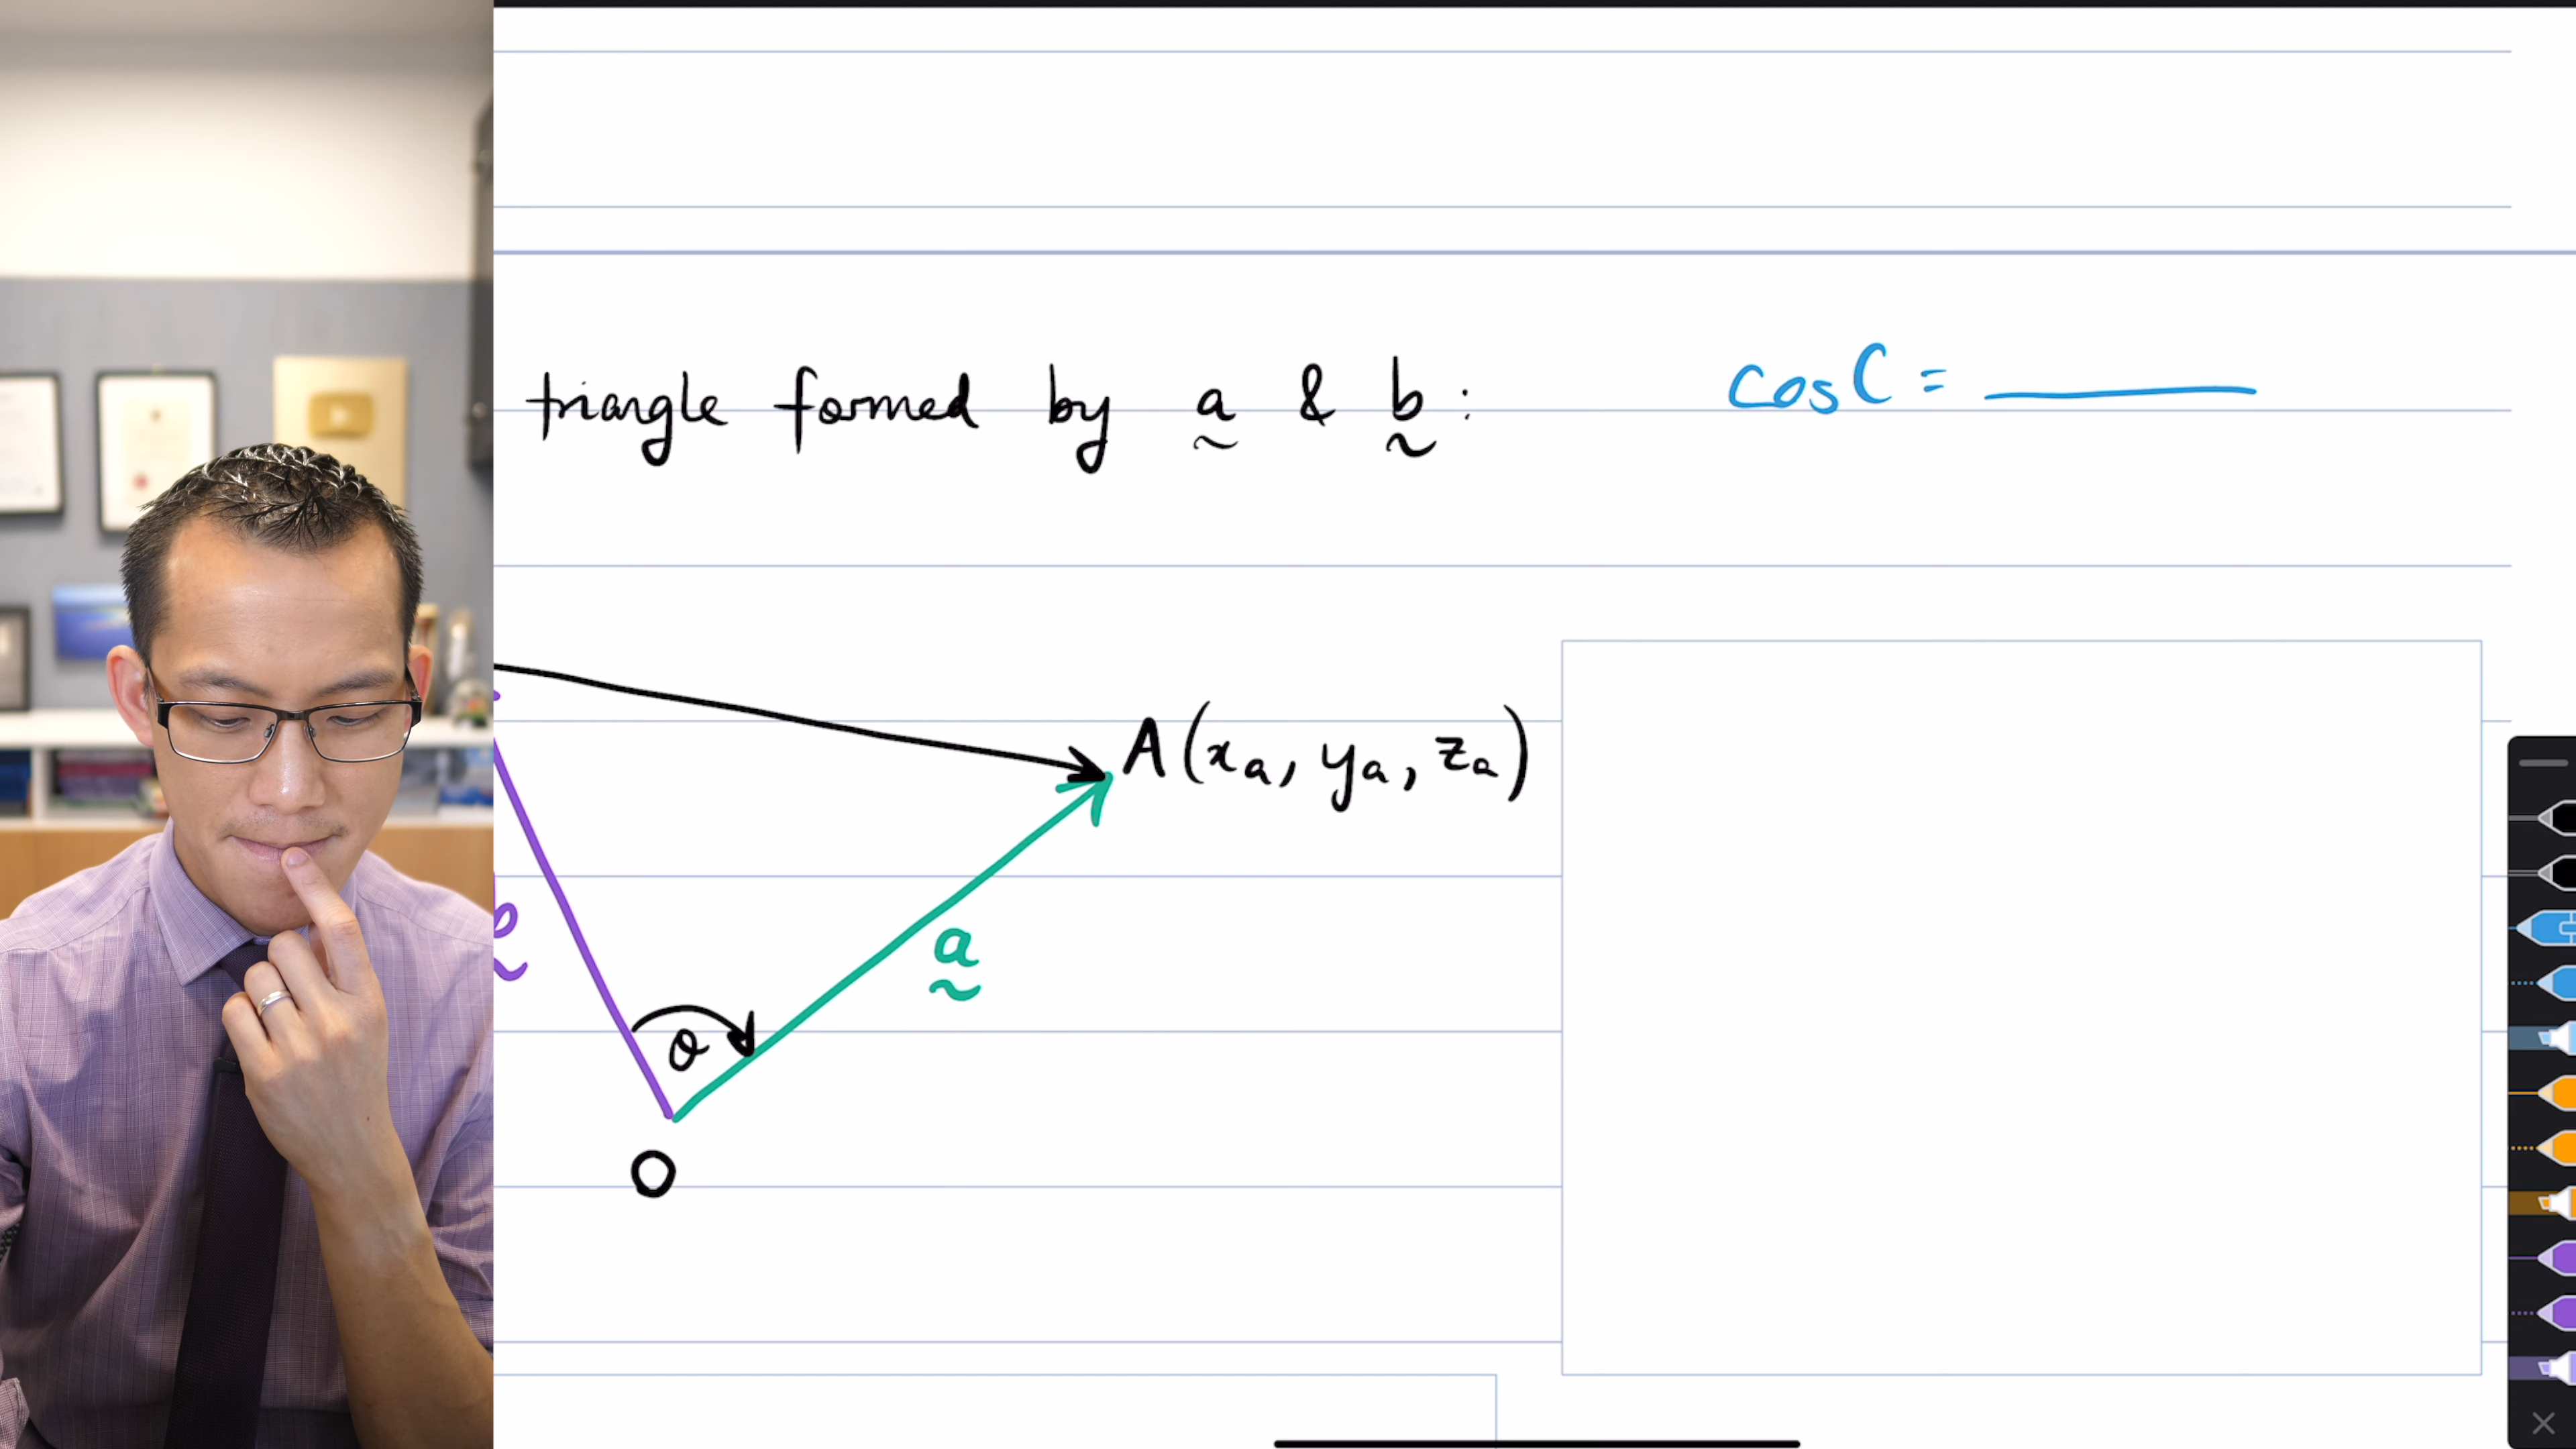 triangle formed by a & b :
cos C =
A (xa, ya, za)
b
a
θ
O